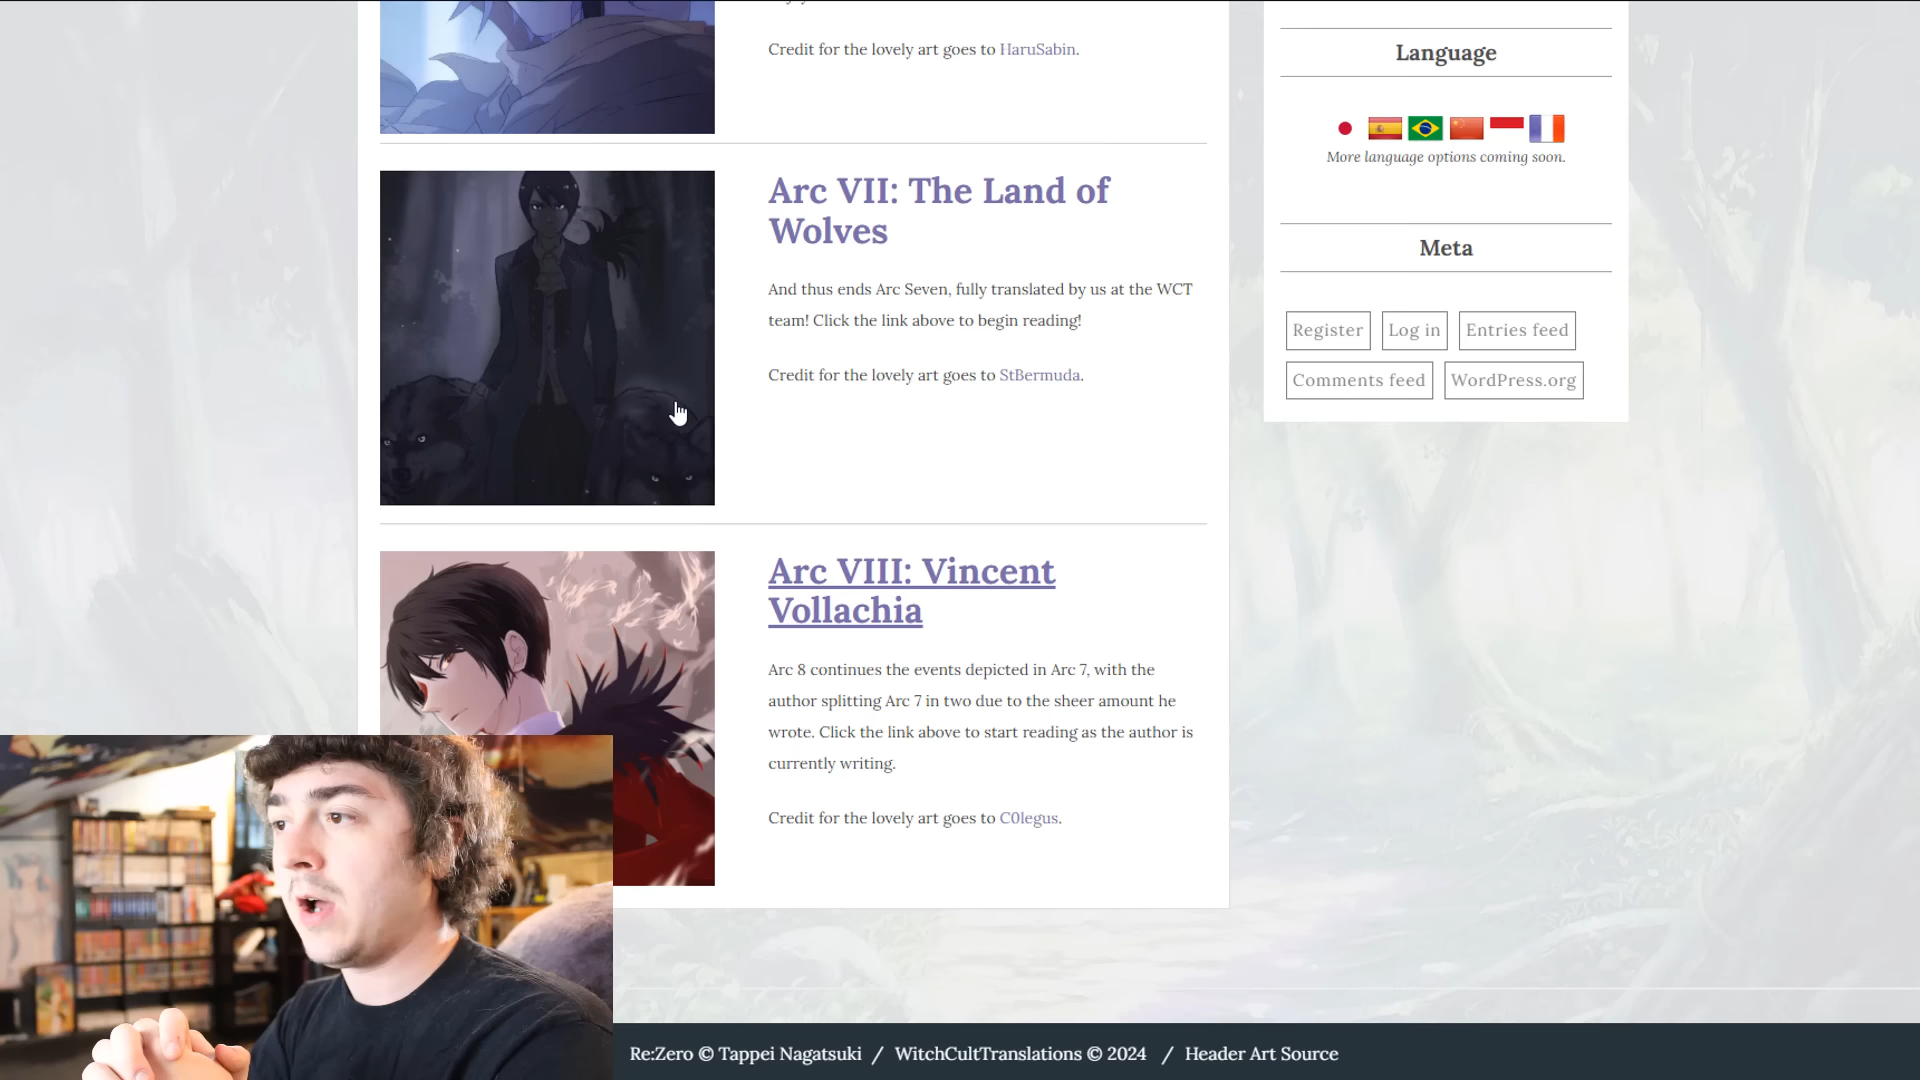 Credit for the lovely art goes to HaruSabin.
Arc VII: The Land of
Wolves
And thus ends Arc Seven, fully translated by us at the WCT
team! Click the link above to begin reading!
Credit for the lovely art goes to StBermuda.
Arc VIII: Vincent
Vollachia
Arc 8 continues the events depicted in Arc 7, with the
author splitting Arc 7 in two due to the sheer amount he
wrote. Click the link above to start reading as the author is
currently writing.
Credit for the lovely art goes to C0legus.
Language
More language options coming soon.
Meta
Register Log in Entries feed
Comments feed WordPress.org
Re:Zero © Tappei Nagatsuki / WitchCultTranslations © 2024 / Header Art Source